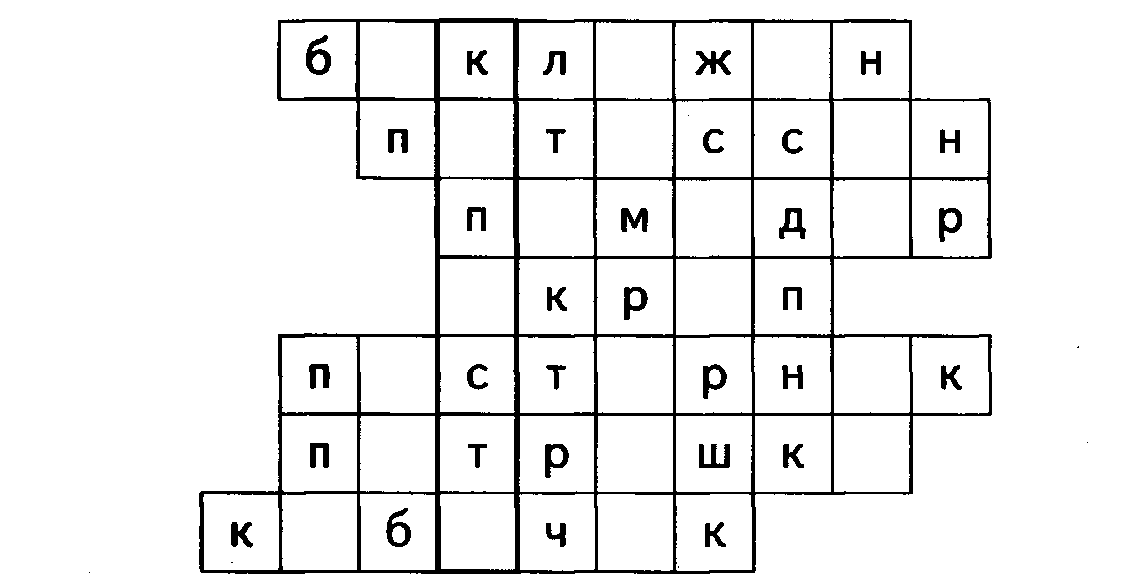 б к л ж н
п т с с н
п м д р
к р п
п с т р н к
п т р ш к
к б ч к